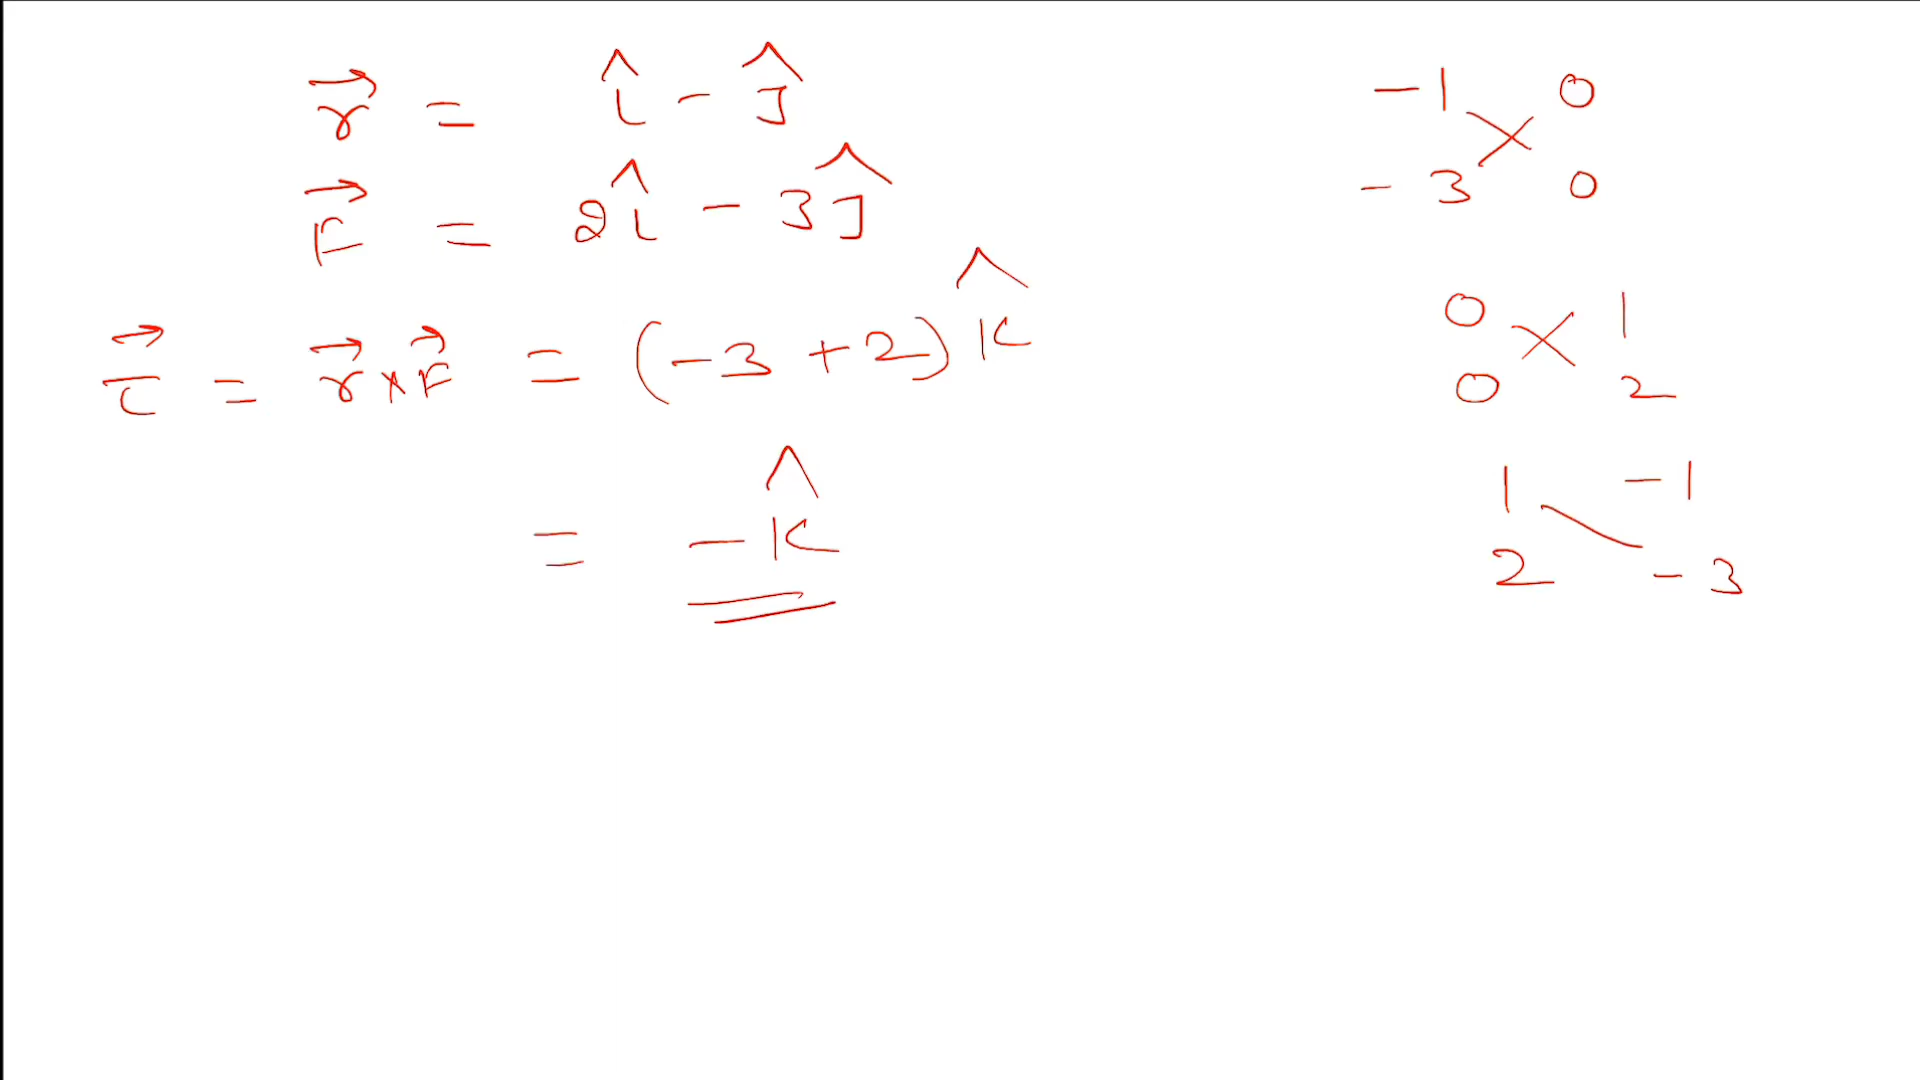 r⃗ = î - ĵ
F⃗ = 2î - 3ĵ
τ⃗ = r⃗ × F⃗ = (-3 + 2) k̂
= - k̂
-1 0
-3 0
0 1
0 2
1 -1
2 -3